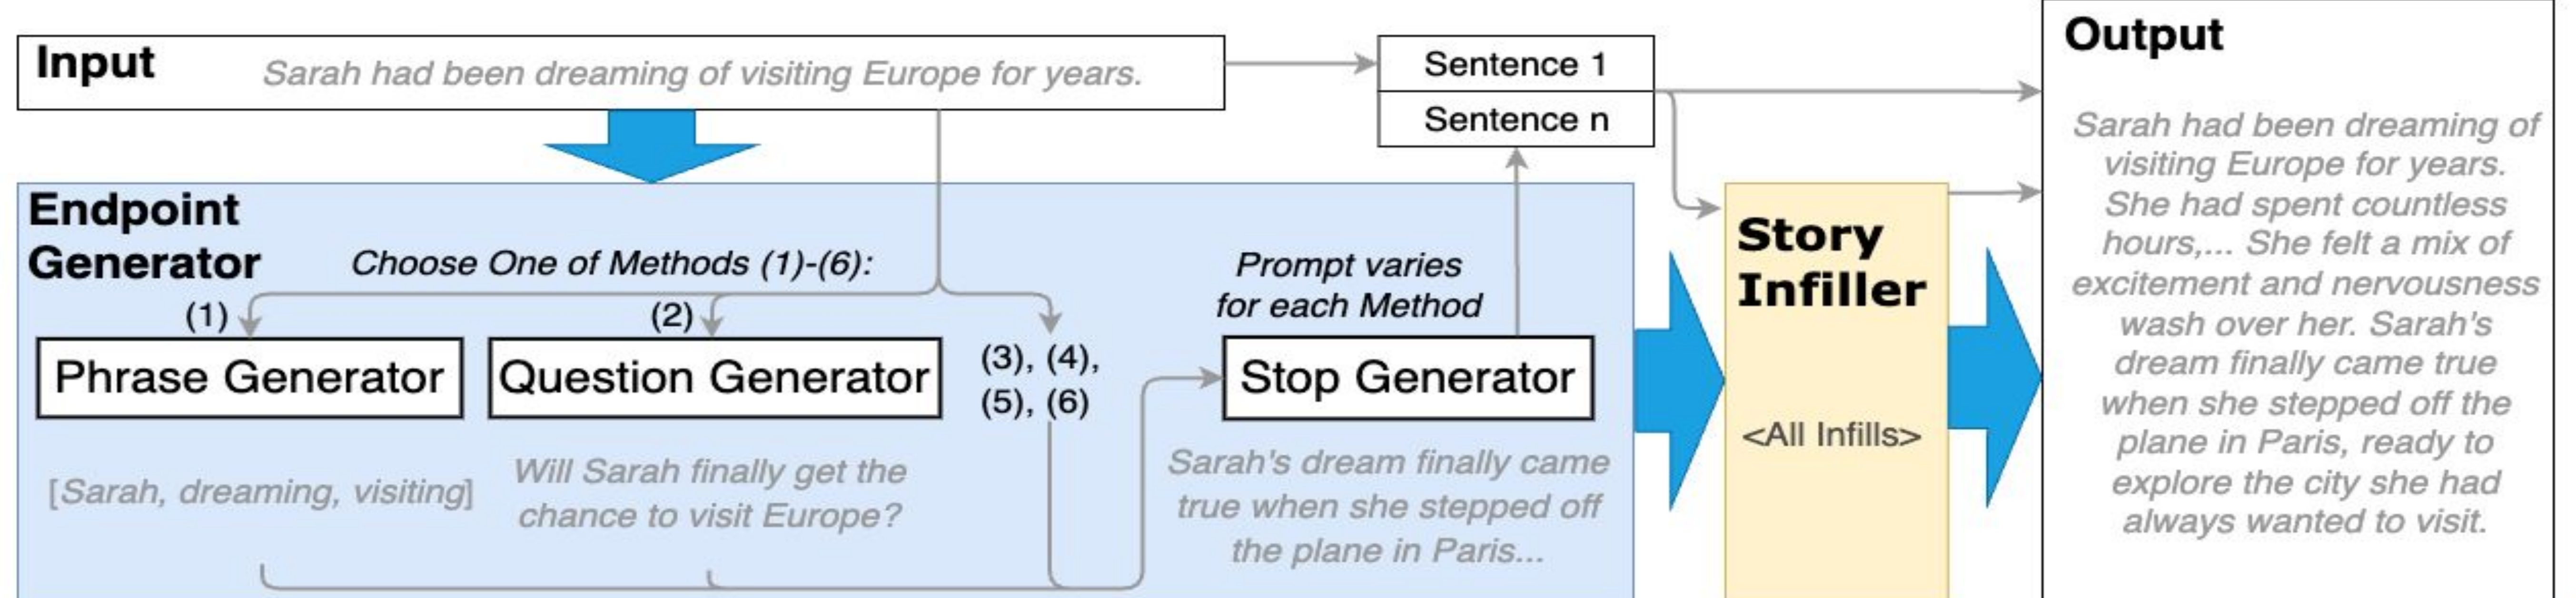 Input
Sarah had been dreaming of visiting Europe for years.
Sentence 1
Sentence n
Endpoint
Generator
Choose One of Methods (1)-(6):
(1)
(2)
Phrase Generator
Question Generator
(3), (4),
(5), (6)
[Sarah, dreaming, visiting]
Will Sarah finally get the
chance to visit Europe?
Prompt varies
for each Method
Stop Generator
Sarah's dream finally came
true when she stepped off
the plane in Paris...
Story
Infiller
<All Infills>
Output
Sarah had been dreaming of
visiting Europe for years.
She had spent countless
hours,... She felt a mix of
excitement and nervousness
wash over her. Sarah's
dream finally came true
when she stepped off the
plane in Paris, ready to
explore the city she had
always wanted to visit.